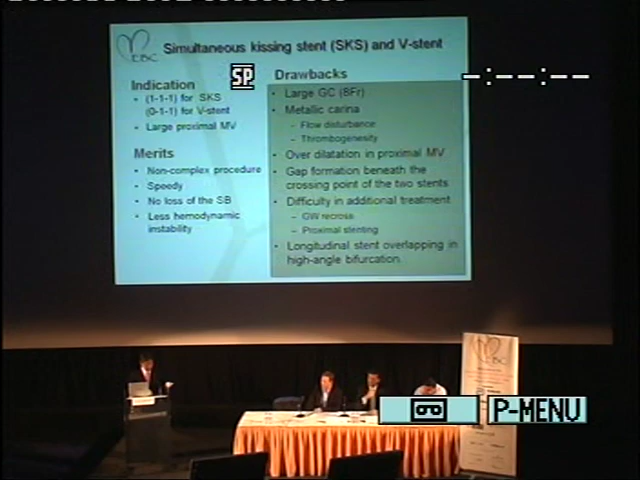 EBC
Simultaneous kissing stent (SKS) and V-stent
SP
-:--:--
Indication
(1-1-1) for SKS
(0-1-1) for V-stent
Large proximal MV
Merits
Non-complex procedure
Speedy
No loss of the SB
Less hemodynamic
instability
Drawbacks
Large GC (8Fr)
Metallic carina
– Flow disturbance
– Thrombogenesity
Over dilatation in proximal MV
Gap formation beneath the
crossing point of the two stents
Difficulty in additional treatment
– GW recross
– Proximal stenting
Longitudinal stent overlapping in
high-angle bifurcation.
EBC
P-MENU